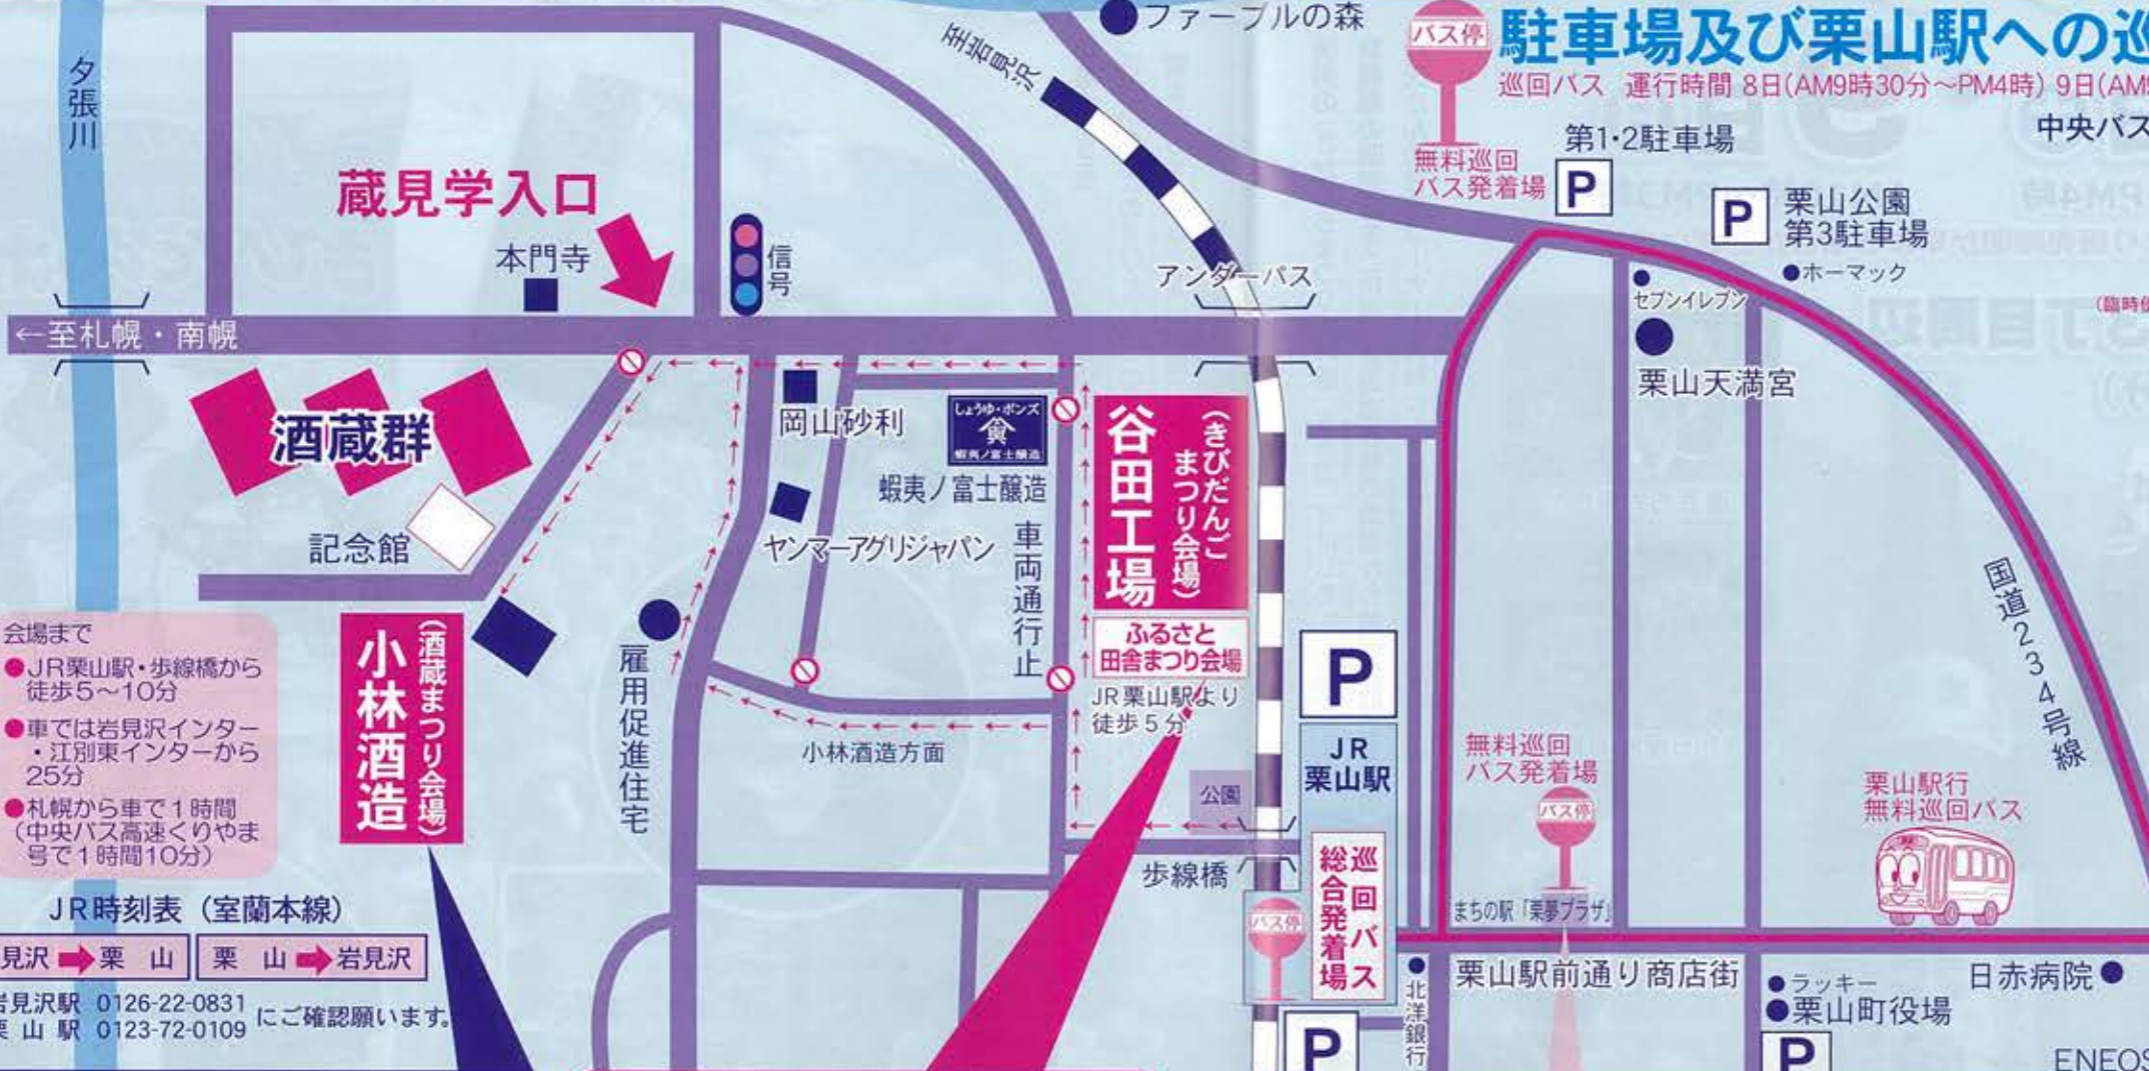 ファーブルの森
至岩見沢
バス停
駐車場及び栗山駅への巡
巡回バス 運行時間 8日(AM9時30分～PM4時) 9日(AM9
中央バス
夕張川
第1・2駐車場
無料巡回
バス発着場
P
P
栗山公園
第3駐車場
蔵見学入口
本門寺
信号
アンダーパス
ホーマック
セブンイレブン
栗山天満宮
(臨時
←至札幌・南幌
酒蔵群
岡山砂利
しょうゆ・ポンズ
蝦夷ノ富士醸造
蝦夷ノ富士醸造
谷田工場
(きびだんご
まつり会場)
記念館
ヤンマーアグリジャパン
車両通行止
国道234号線
会場まで
●JR栗山駅・歩線橋から
徒歩5～10分
●車では岩見沢インター
・江別東インターから
25分
●札幌から車で1時間
(中央バス高速くりやま
号で1時間10分)
小林酒造
(酒蔵まつり会場)
雇用促進住宅
ふるさと
田舎まつり会場
JR栗山駅より
徒歩5分
小林酒造方面
公園
P
JR
栗山駅
無料巡回
バス発着場
バス停
栗山駅行
無料巡回バス
歩線橋
巡回バス
総合発着場
バス停
まちの駅「栗夢プラザ」
JR時刻表(室蘭本線)
見沢➡栗 山
栗 山➡岩見沢
岩見沢駅 0126-22-0831
栗 山 駅 0123-72-0109
にご確認願います。
栗山駅前通り商店街
北洋銀行
ラッキー
栗山町役場
日赤病院
P
P
ENEOS